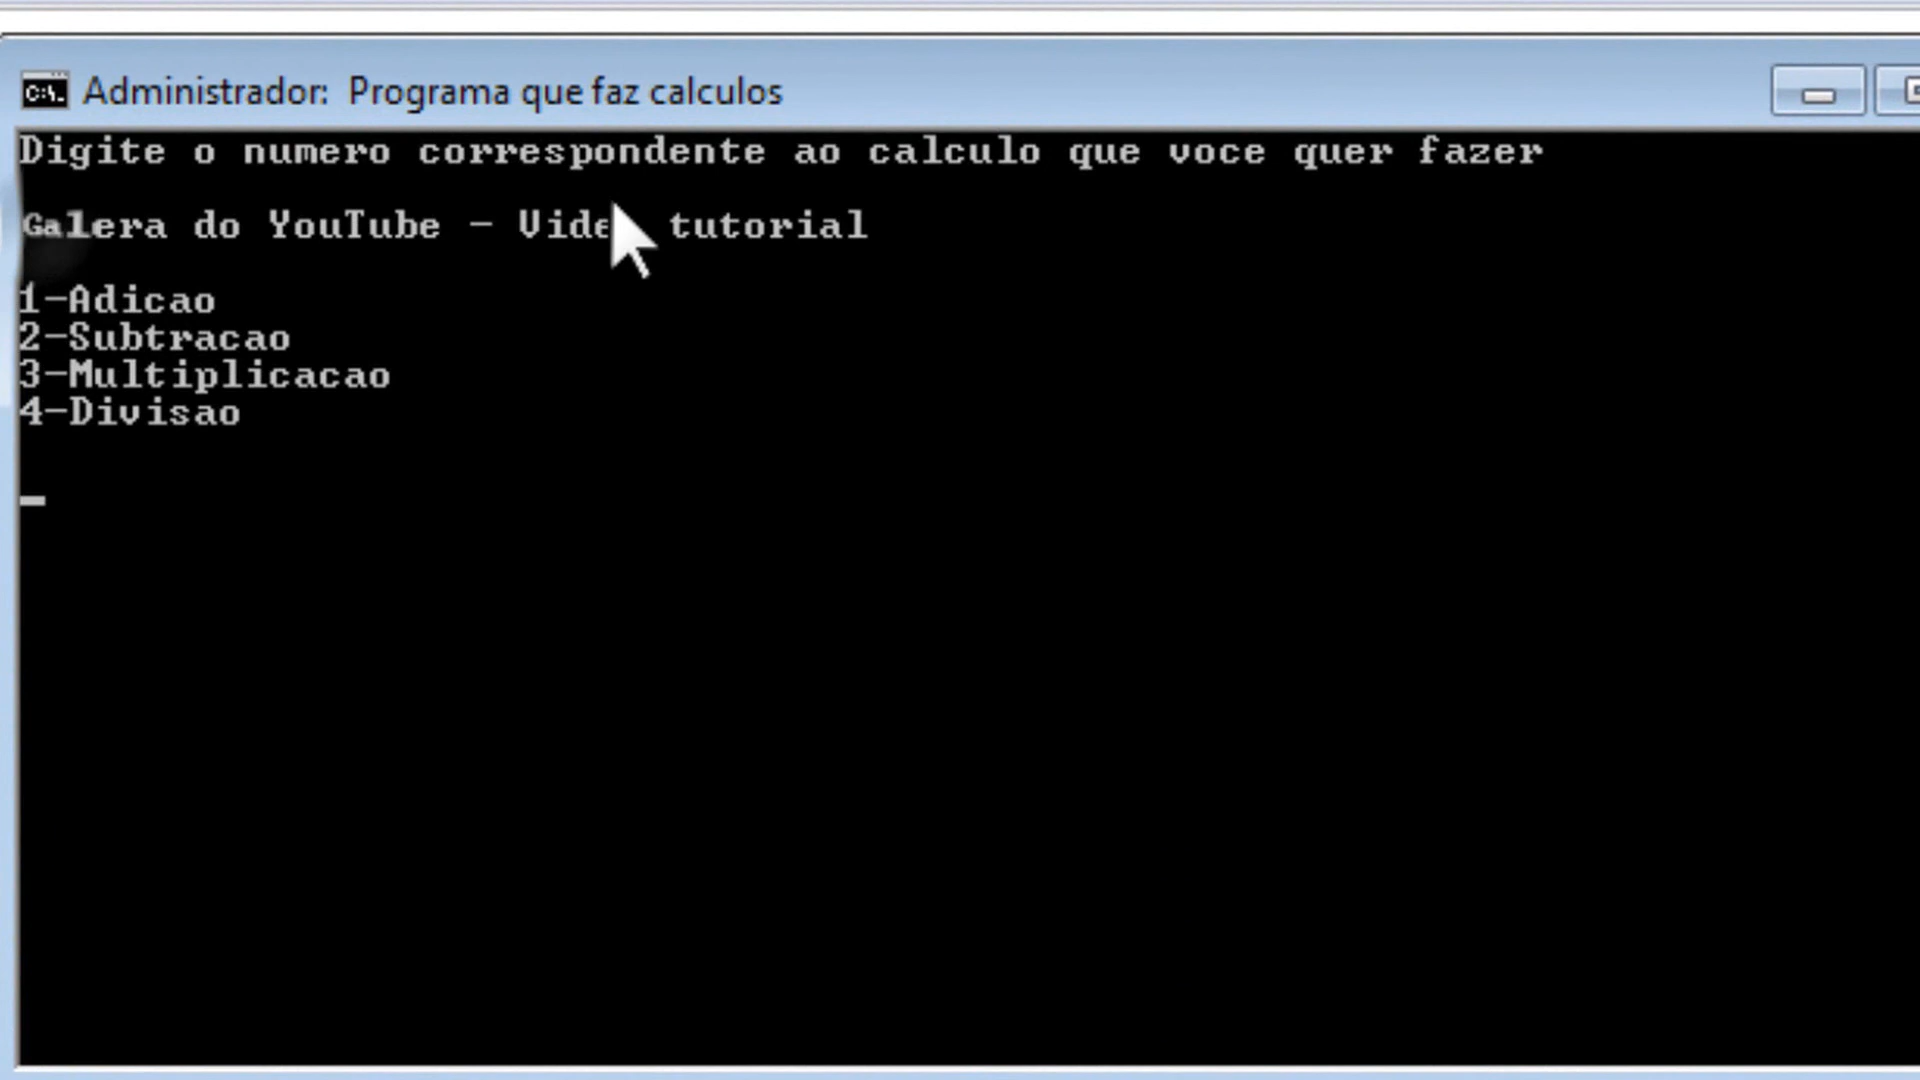 Administrador: Programa que faz calculos
Digite o numero correspondente ao calculo que voce quer fazer
Galera do YouTube - tutorial
1-Adicao
2-Subtracao
3-Multiplicacao
4-Divisao